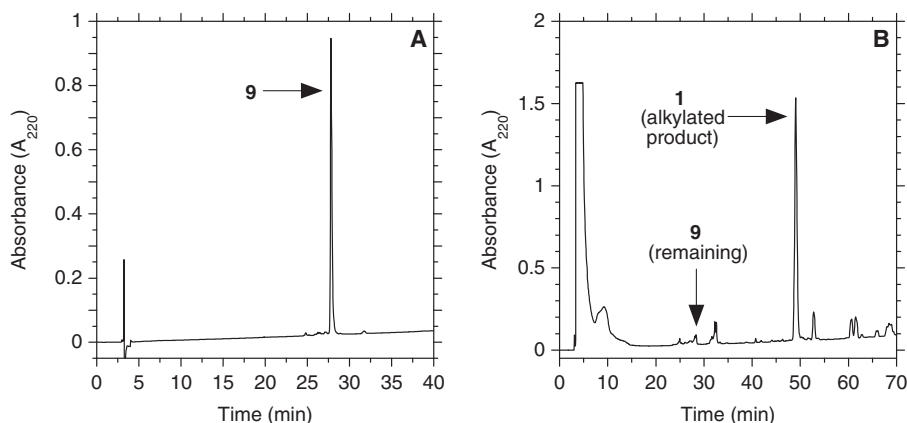 A
9
Absorbance (A220)
1
0.8
0.6
0.4
0.2
0
0 5 10 15 20 25 30 35 40
Time (min)
B
1
(alkylated
product)
9
(remaining)
Absorbance (A220)
2
1.5
1
0.5
0
0 10 20 30 40 50 60 70
Time (min)